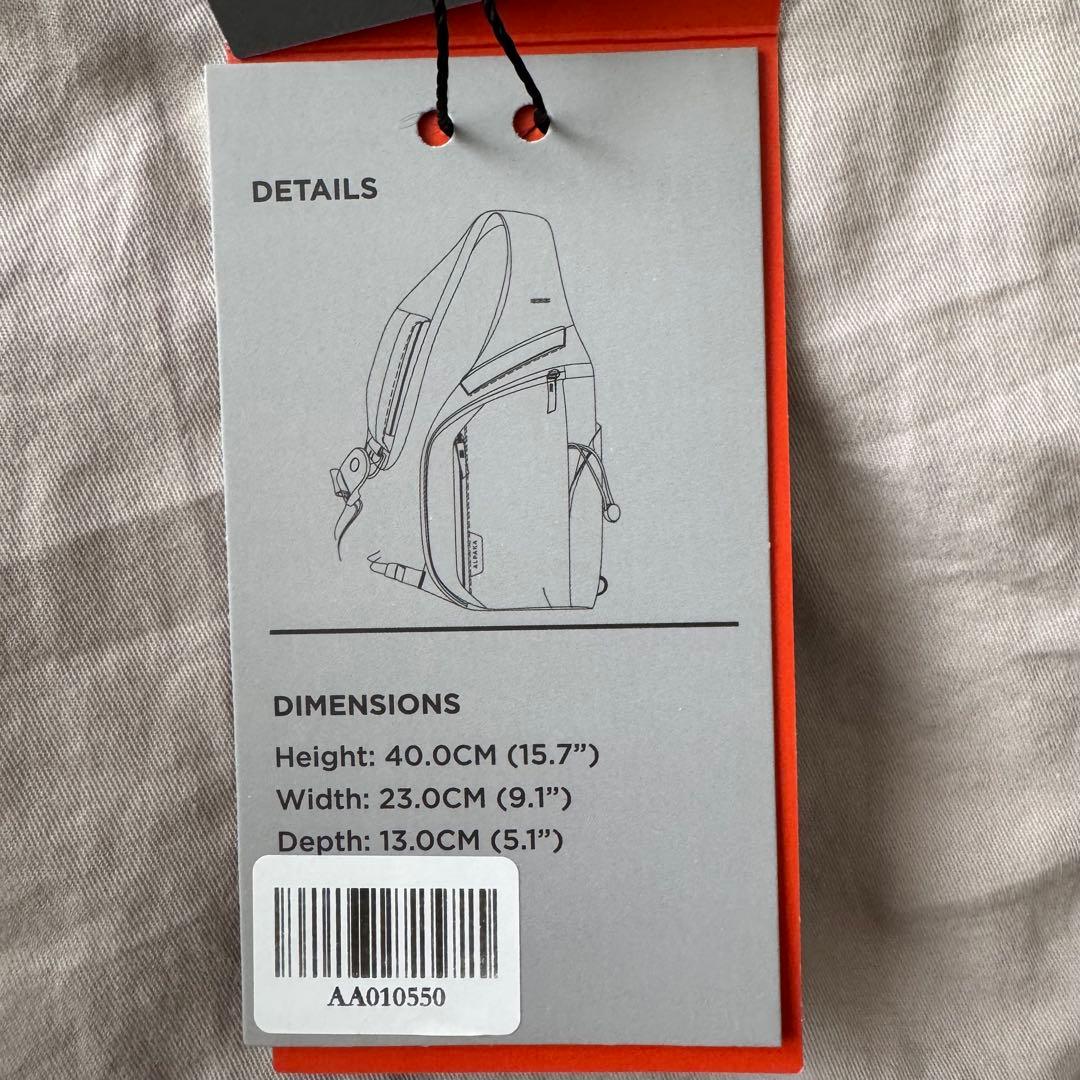 DETAILS
ALPAKA
DIMENSIONS
Height: 40.0CM (15.7”)
Width: 23.0CM (9.1”)
Depth: 13.0CM (5.1”)
AA010550